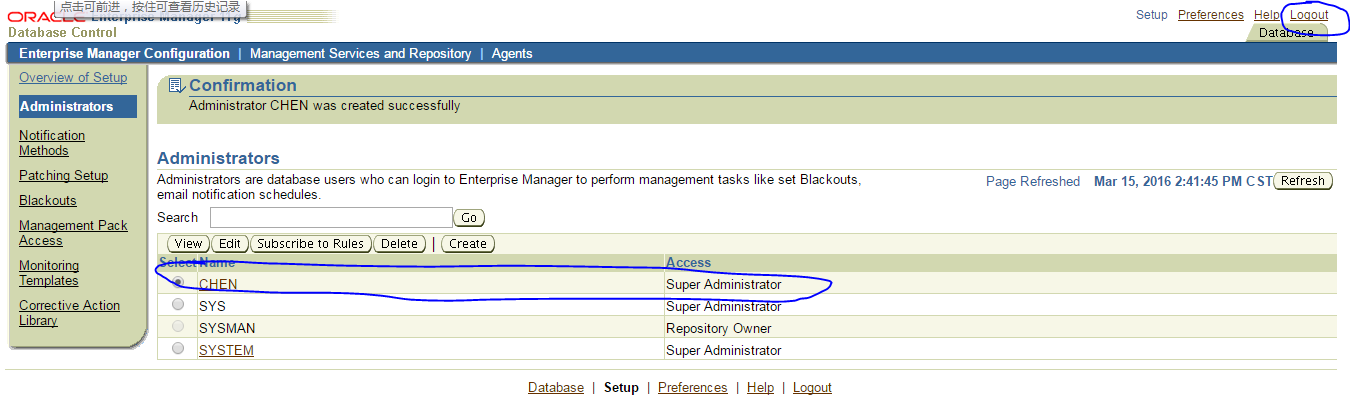 点击可前进，按住可查看历史记录
ORACLE Enterprise Manager 11g
Database Control
Setup Preferences Help Logout
Database
Enterprise Manager Configuration | Management Services and Repository | Agents
Overview of Setup
Administrators
Notification
Methods
Patching Setup
Blackouts
Management Pack
Access
Monitoring
Templates
Corrective Action
Library
Confirmation
Administrator CHEN was created successfully
Administrators
Administrators are database users who can login to Enterprise Manager to perform management tasks like set Blackouts,
email notification schedules.
Page Refreshed Mar 15, 2016 2:41:45 PM CST Refresh
Search Go
View Edit Subscribe to Rules Delete | Create
Select Name Access
CHEN Super Administrator
SYS Super Administrator
SYSMAN Repository Owner
SYSTEM Super Administrator
Database | Setup | Preferences | Help | Logout